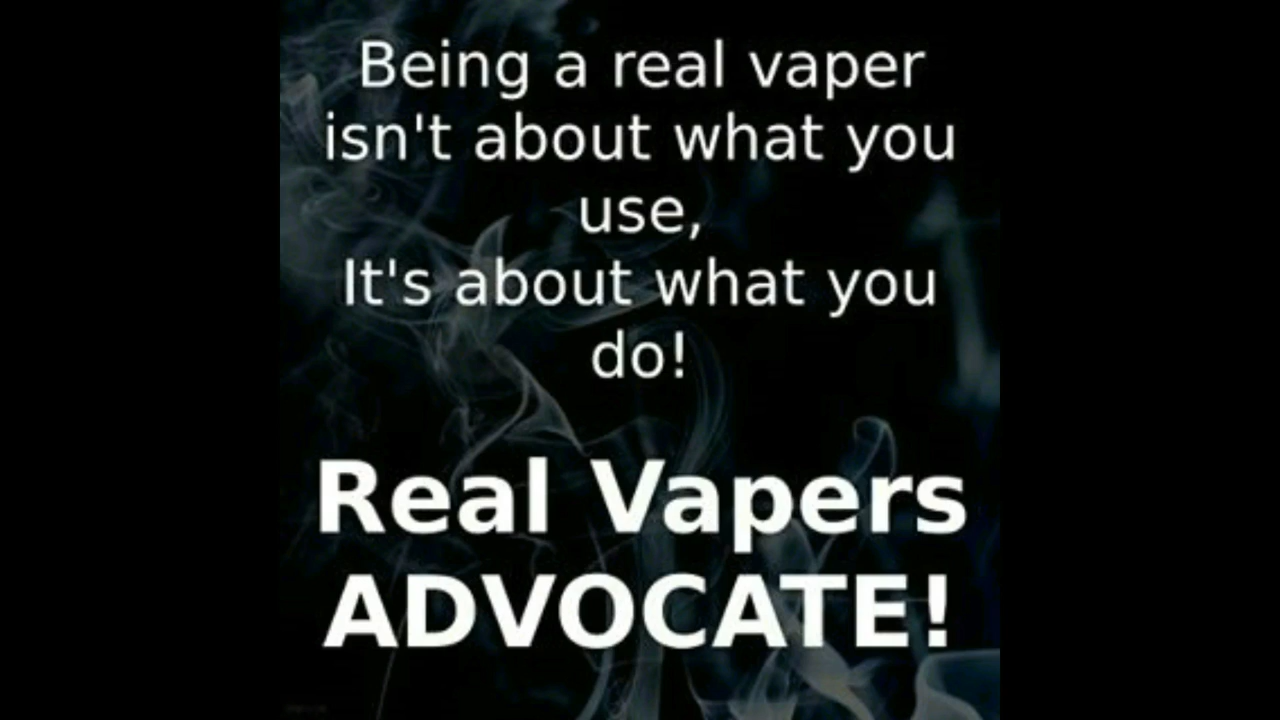 Being a real vaper
isn't about what you
use,
It's about what you
do!
Real Vapers
ADVOCATE!